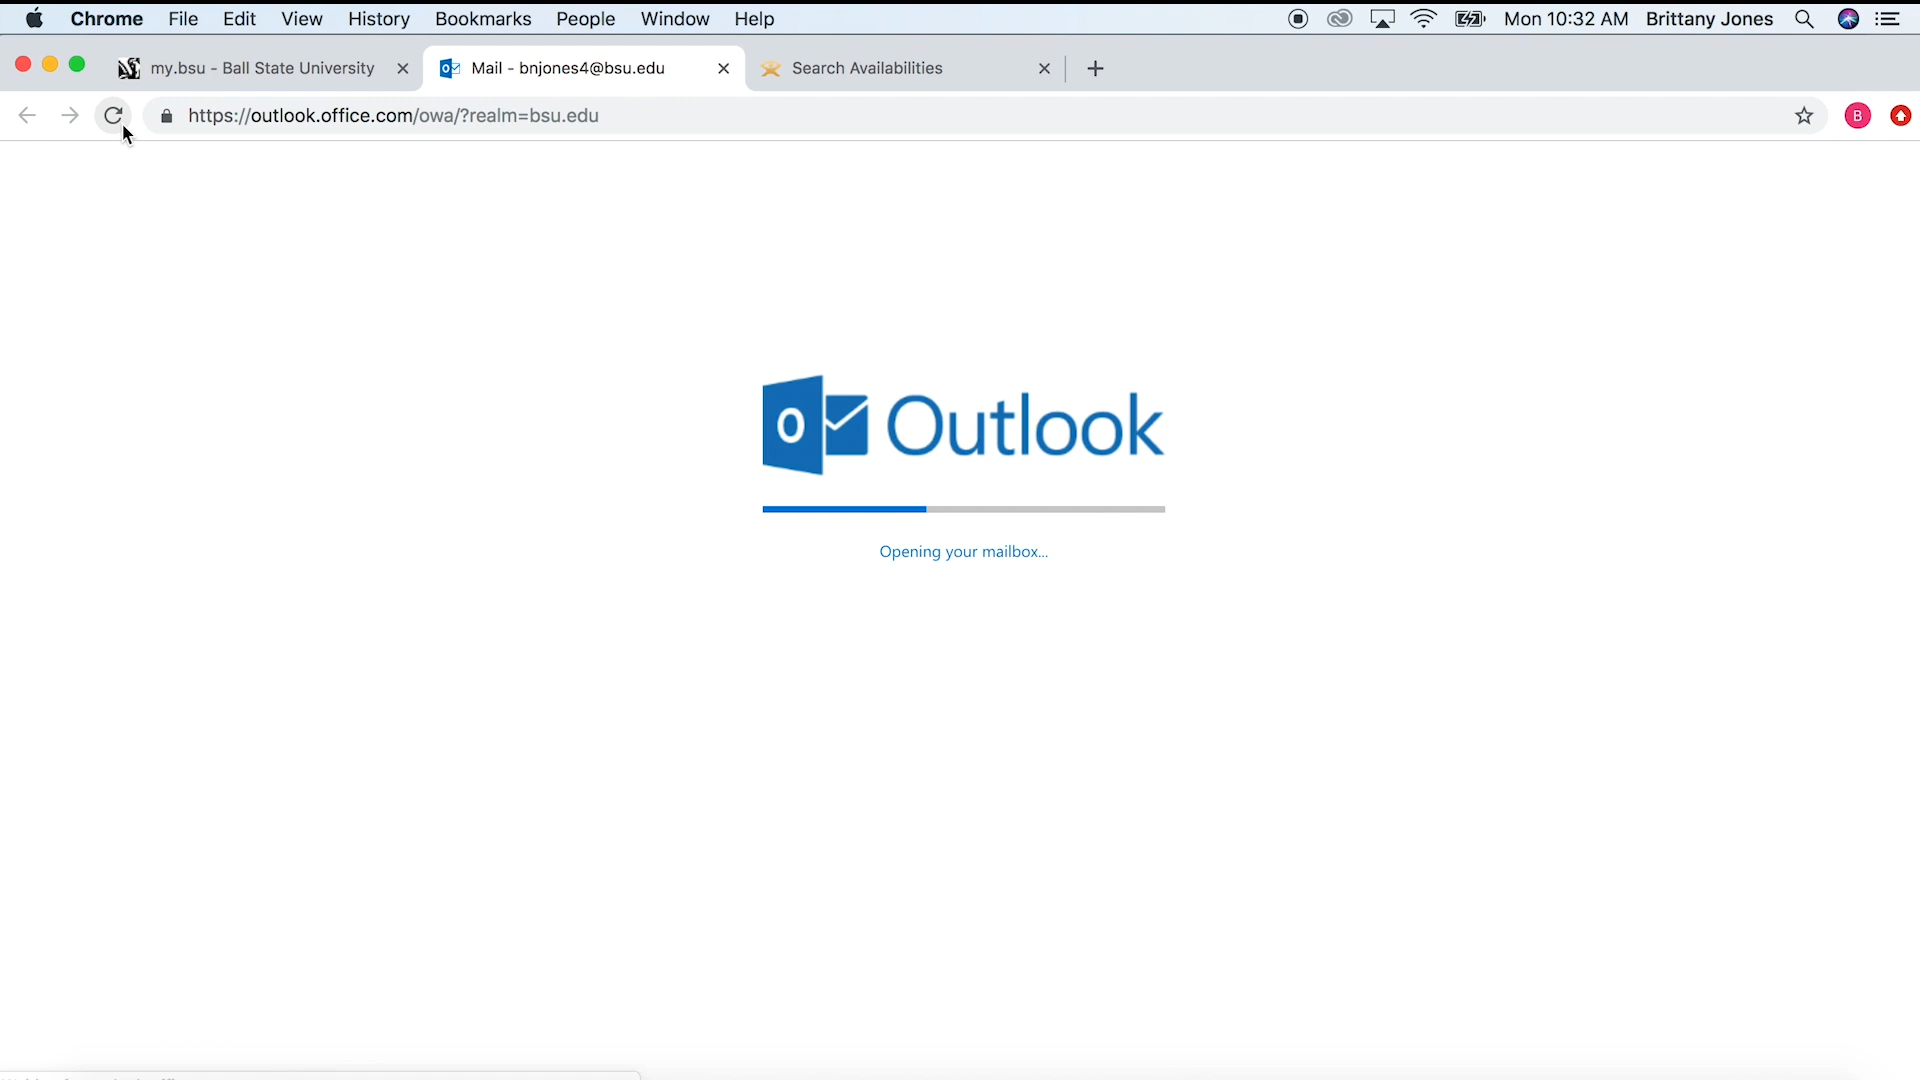 Chrome File Edit View History Bookmarks People Window Help Mon 10:32 AM Brittany Jones
my.bsu - Ball State University Mail - bnjones4@bsu.edu Search Availabilities
https://outlook.office.com/owa/?realm=bsu.edu B
Outlook
Opening your mailbox...